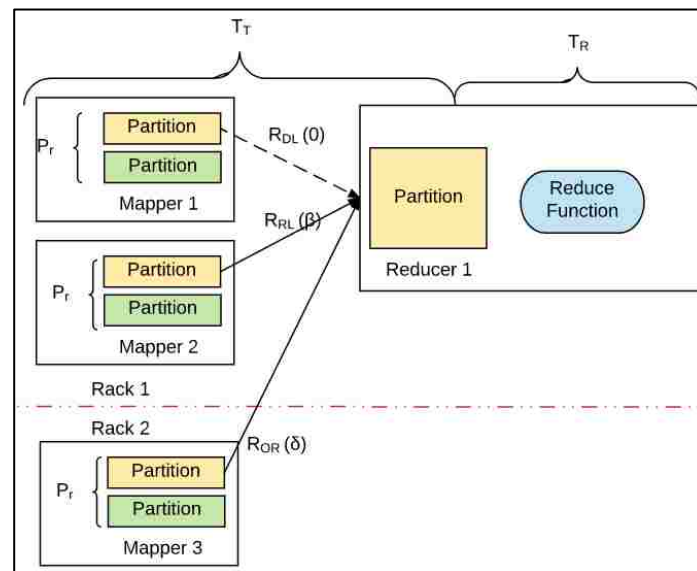 T_T
T_R
Partition
P_r
Partition
Mapper 1
R_DL (0)
Partition
Reduce
Function
Reducer 1
R_RL (β)
Partition
P_r
Partition
Mapper 2
Rack 1
Rack 2
R_OR (δ)
Partition
P_r
Partition
Mapper 3